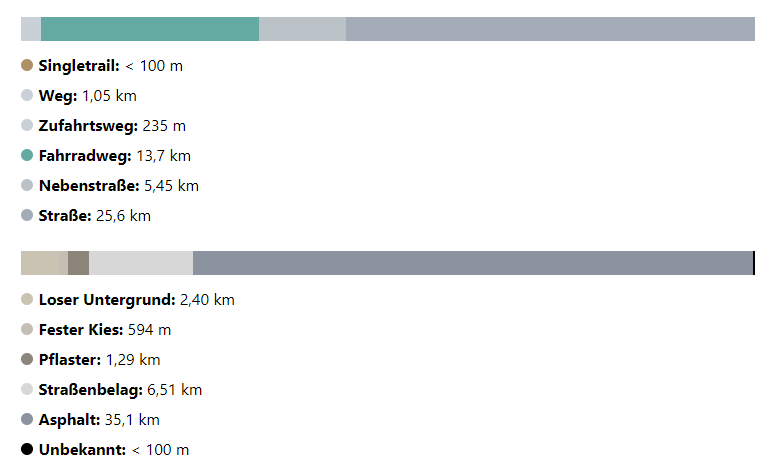 Singletrail: < 100 m
Weg: 1,05 km
Zufahrtsweg: 235 m
Fahrradweg: 13,7 km
Nebenstraße: 5,45 km
Straße: 25,6 km
Loser Untergrund: 2,40 km
Fester Kies: 594 m
Pflaster: 1,29 km
Straßenbelag: 6,51 km
Asphalt: 35,1 km
Unbekannt: < 100 m